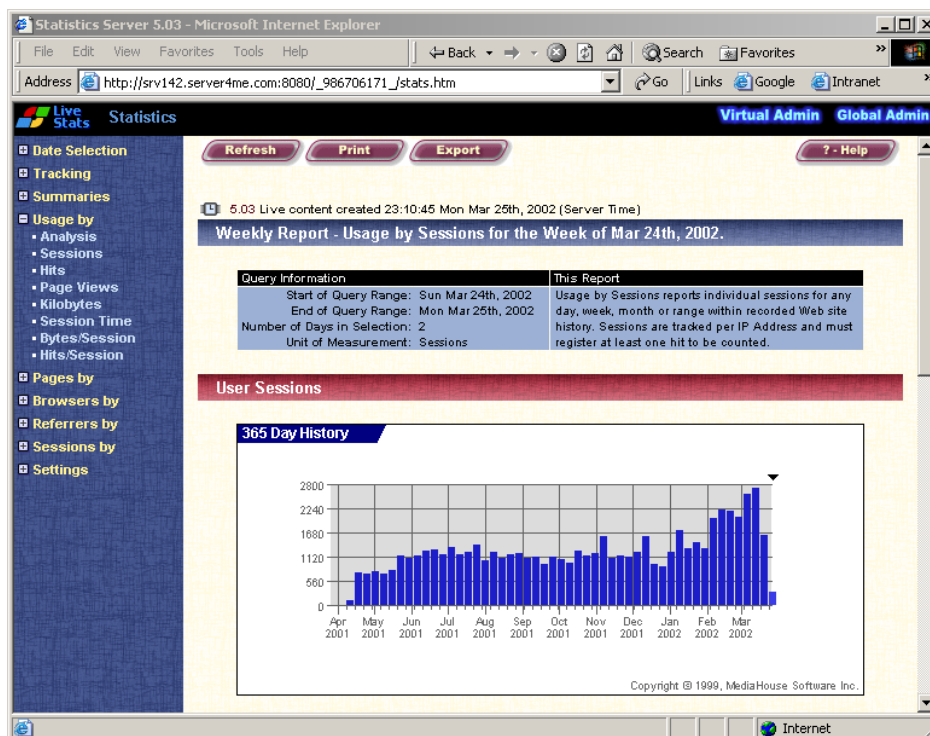 Statistics Server 5.03 - Microsoft Internet Explorer
File Edit View Favorites Tools Help
Back Search Favorites »
Address http://srv142.server4me.com:8080/_986706171_/stats.htm Go Links Google Intranet »
Live Stats Statistics Virtual Admin Global Admin
Date Selection
Tracking
Summaries
Usage by
Analysis
Sessions
Hits
Page Views
Kilobytes
Session Time
Bytes/Session
Hits/Session
Pages by
Browsers by
Referrers by
Sessions by
Settings
Refresh Print Export ? - Help
5.03 Live content created 23:10:45 Mon Mar 25th, 2002 (Server Time)
Weekly Report - Usage by Sessions for the Week of Mar 24th, 2002.
Query Information
Start of Query Range: Sun Mar 24th, 2002
End of Query Range: Mon Mar 25th, 2002
Number of Days in Selection: 2
Unit of Measurement: Sessions
This Report
Usage by Sessions reports individual sessions for any
day, week, month or range within recorded Web site
history. Sessions are tracked per IP Address and must
register at least one hit to be counted.
User Sessions
365 Day History
2800
2240
1680
1120
560
0
Apr May Jun Jul Aug Sep Oct Nov Dec Jan Feb Mar
2001 2001 2001 2001 2001 2001 2001 2001 2001 2002 2002 2002
Copyright © 1999, MediaHouse Software Inc.
Internet